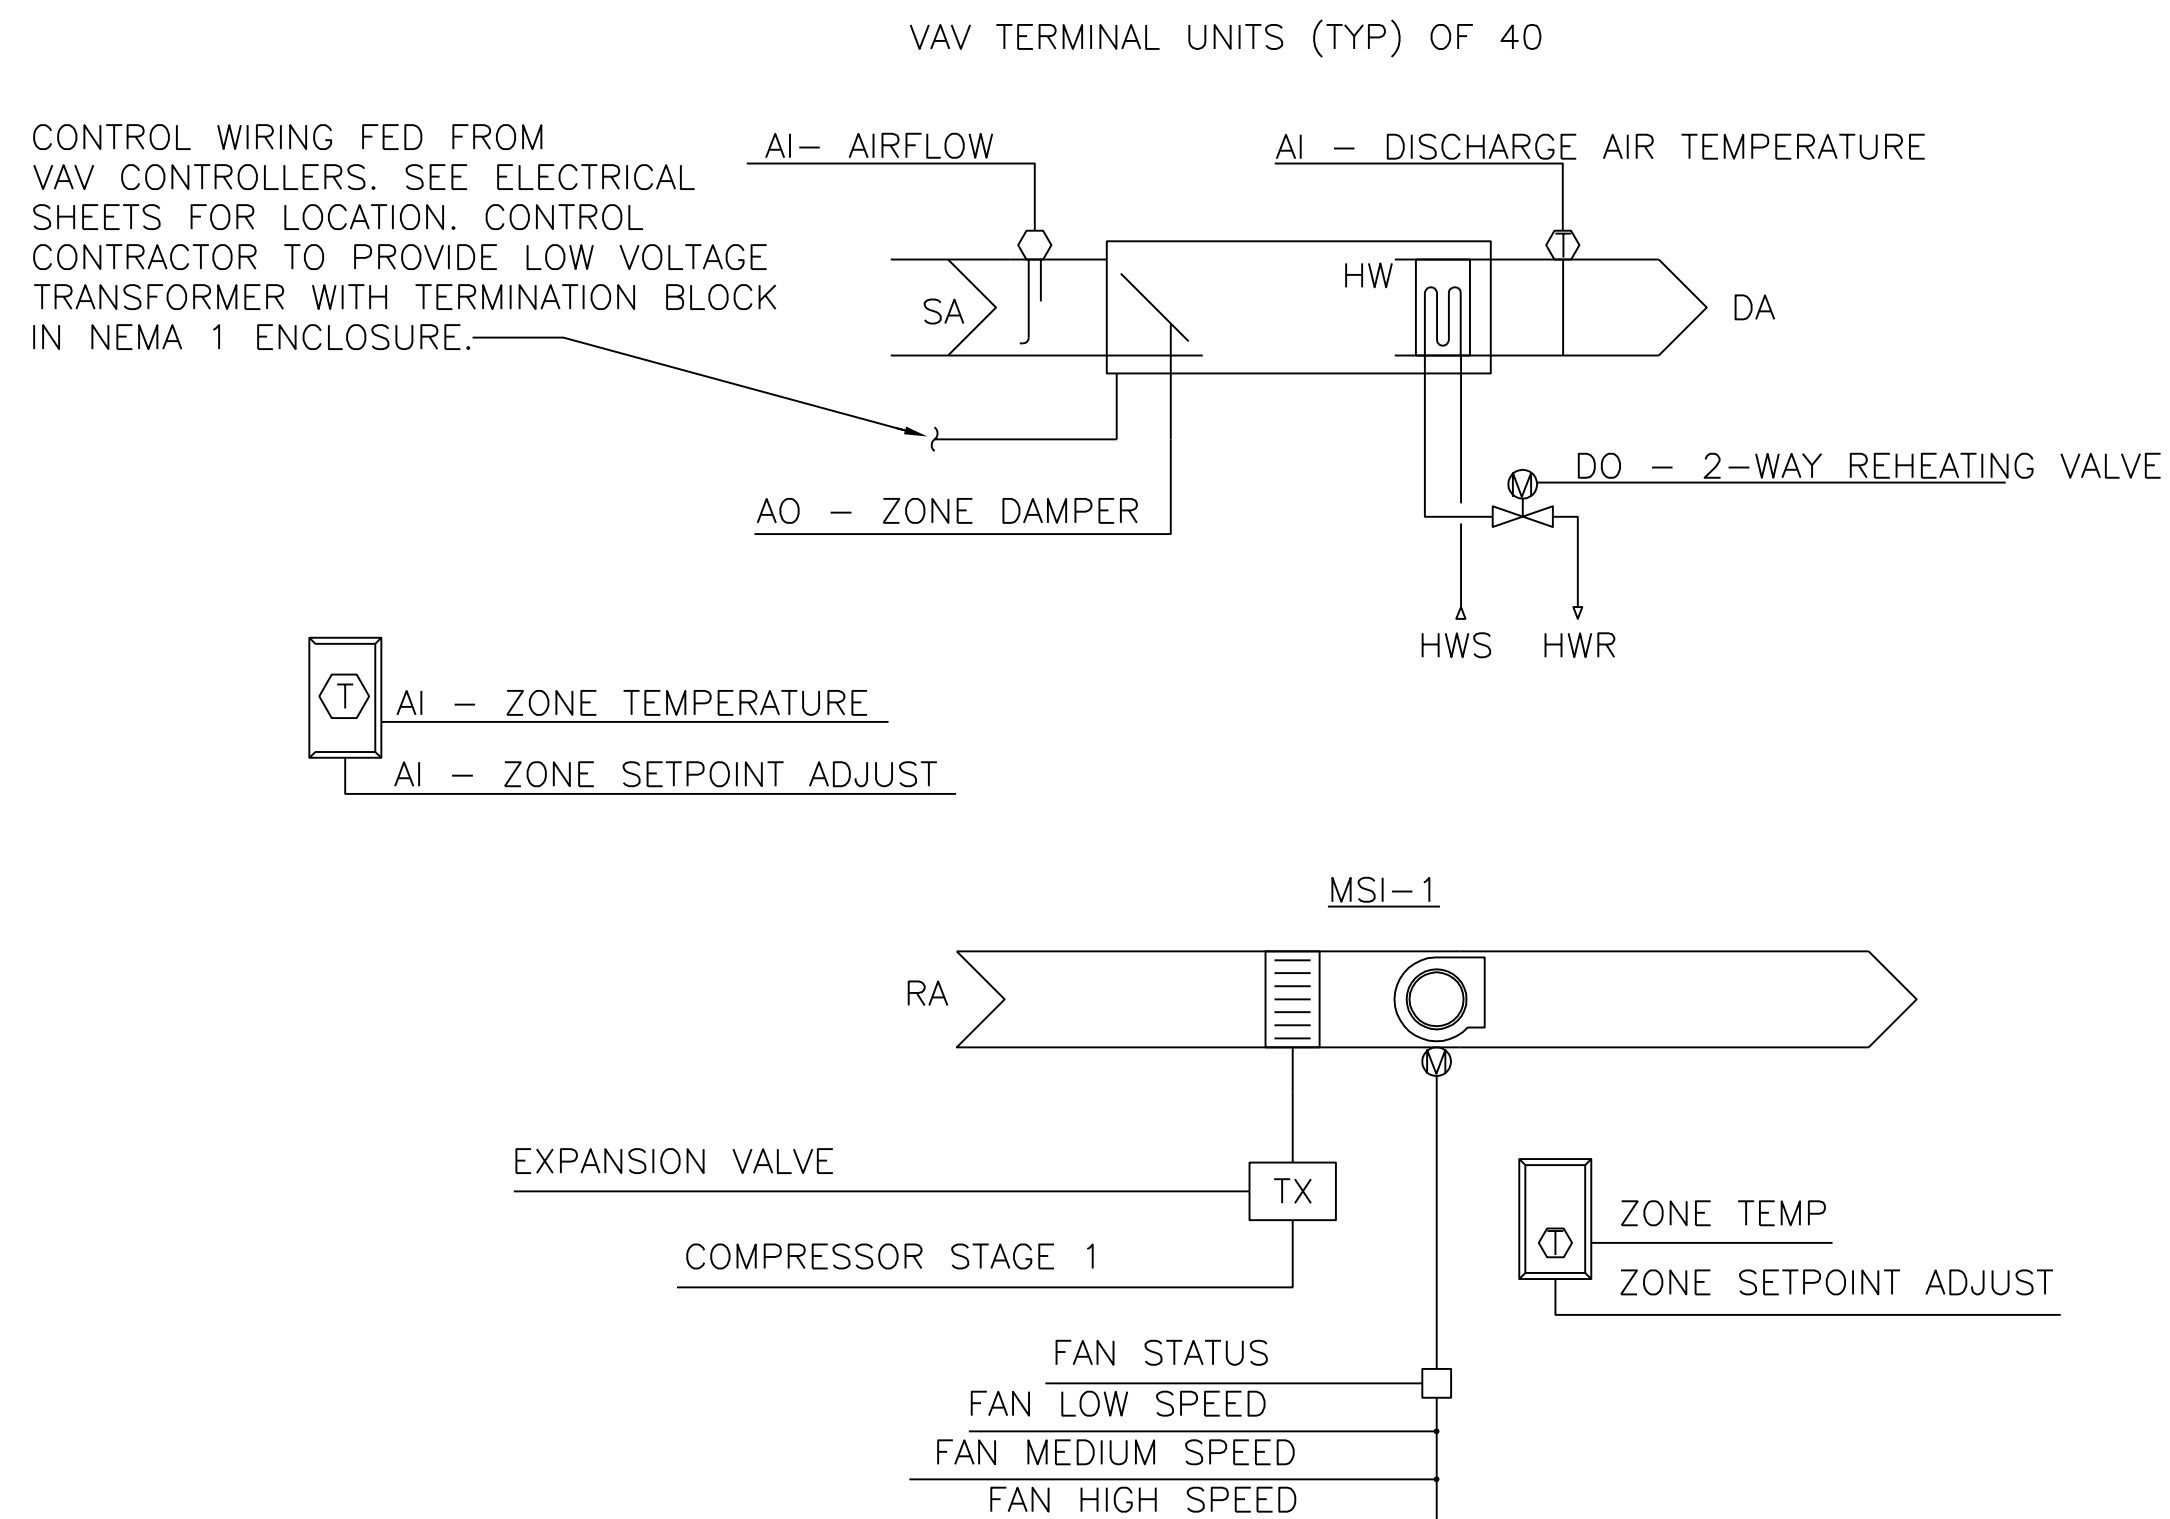 VAV TERMINAL UNITS (TYP) OF 40
CONTROL WIRING FED FROM
VAV CONTROLLERS. SEE ELECTRICAL
SHEETS FOR LOCATION. CONTROL
CONTRACTOR TO PROVIDE LOW VOLTAGE
TRANSFORMER WITH TERMINATION BLOCK
IN NEMA 1 ENCLOSURE.
AI- AIRFLOW
AI - DISCHARGE AIR TEMPERATURE
T
HW
SA
DA
M
DO - 2-WAY REHEATING VALVE
AO - ZONE DAMPER
HWS
HWR
T
AI - ZONE TEMPERATURE
AI - ZONE SETPOINT ADJUST
MSI-1
RA
M
EXPANSION VALVE
TX
COMPRESSOR STAGE 1
ZONE TEMP
T
ZONE SETPOINT ADJUST
FAN STATUS
FAN LOW SPEED
FAN MEDIUM SPEED
FAN HIGH SPEED